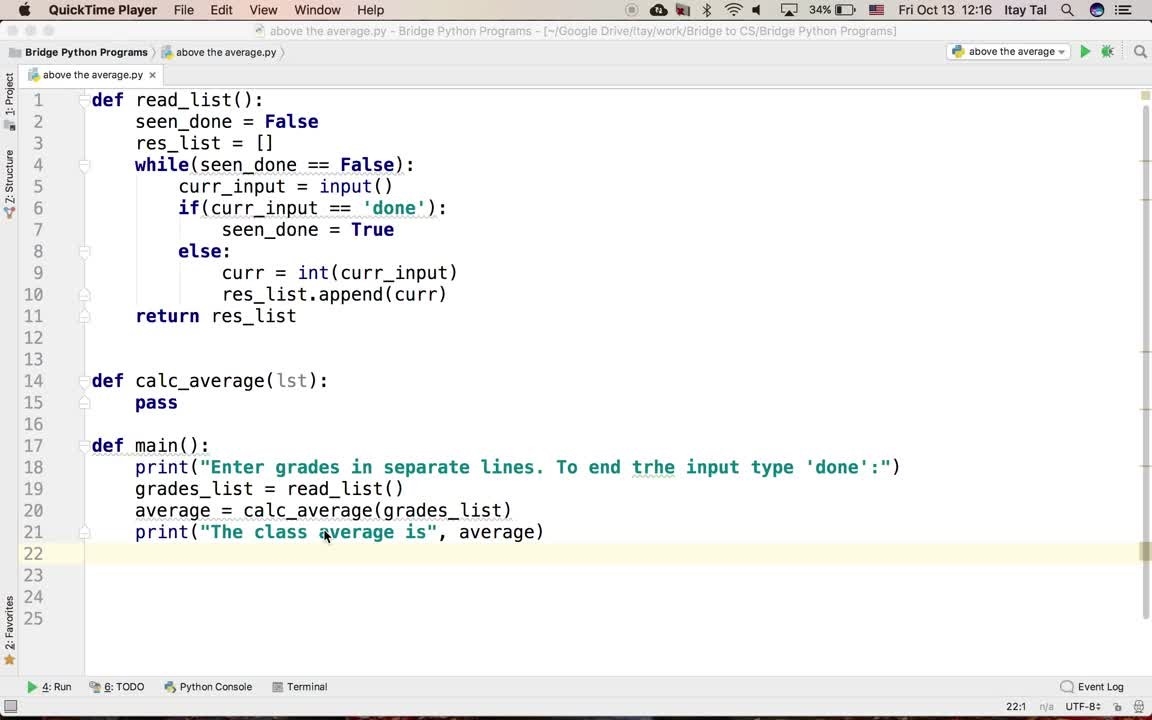 QuickTime Player File Edit View Window Help 34% Fri Oct 13 12:16 Itay Tal
above the average.py - Bridge Python Programs - [~/Google Drive/Itay/work/Bridge to CS/Bridge Python Programs]
Bridge Python Programs above the average.py above the average
above the average.py
1: Project
Z: Structure
2: Favorites
1 def read_list():
2 seen_done = False
3 res_list = []
4 while(seen_done == False):
5 curr_input = input()
6 if(curr_input == 'done'):
7 seen_done = True
8 else:
9 curr = int(curr_input)
10 res_list.append(curr)
11 return res_list
12
13
14 def calc_average(lst):
15 pass
16
17 def main():
18 print("Enter grades in separate lines. To end trhe input type 'done':")
19 grades_list = read_list()
20 average = calc_average(grades_list)
21 print("The class average is", average)
22
23
24
25
4: Run 6: TODO Python Console Terminal Event Log
22:1 n/a UTF-8